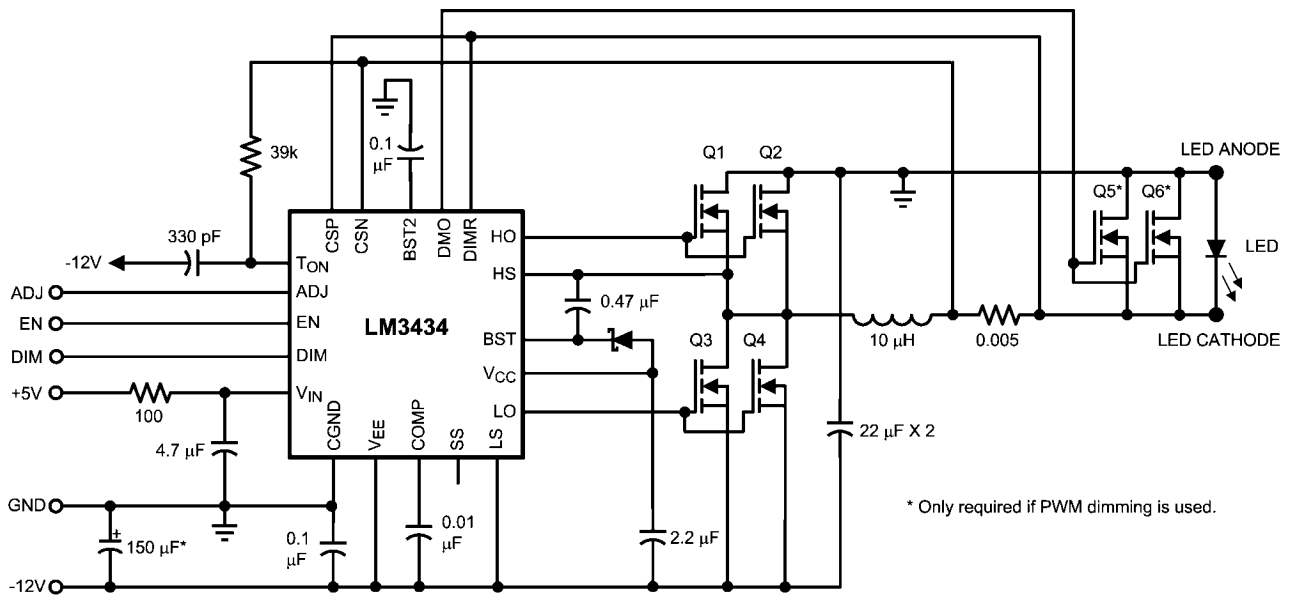 39k
0.1
µF
330 pF
-12V
ADJ
EN
DIM
+5V
100
4.7 µF
GND
150 µF*
+
-12V
CSP
CSN
BST2
DMO
DIMR
TON
ADJ
EN
DIM
VIN
LM3434
HO
HS
BST
VCC
LO
CGND
VEE
COMP
SS
LS
0.1
µF
0.01
µF
0.47 µF
2.2 µF
Q1
Q2
Q3
Q4
10 µH
0.005
22 µF X 2
Q5*
Q6*
LED ANODE
LED
LED CATHODE
* Only required if PWM dimming is used.